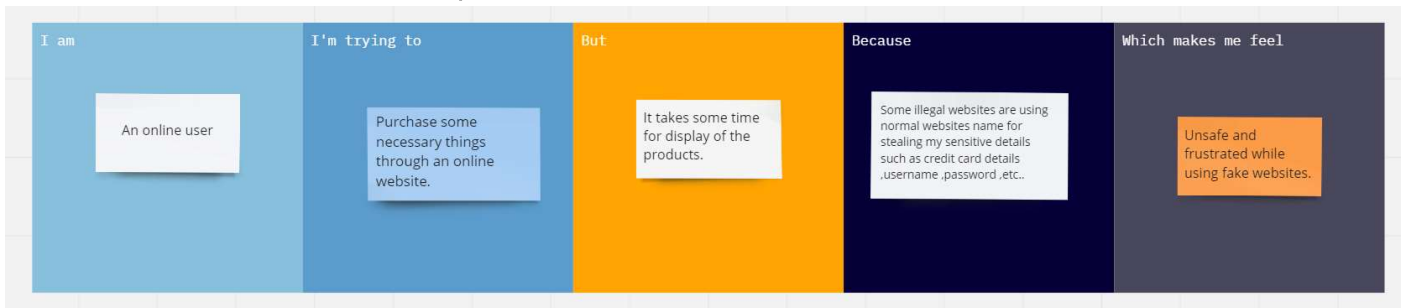 I am
An online user
I'm trying to
Purchase some
necessary things
through an online
website.
But
It takes some time
for display of the
products.
Because
Some illegal websites are using
normal websites name for
stealing my sensitive details
such as credit card details
,username ,password ,etc..
Which makes me feel
Unsafe and
frustrated while
using fake websites.